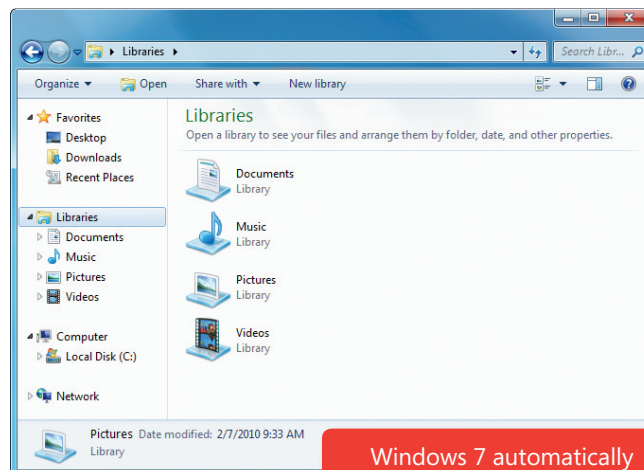 Libraries
Search Libr...
Organize
Open
Share with
New library
Favorites
Desktop
Downloads
Recent Places
Libraries
Documents
Music
Pictures
Videos
Computer
Local Disk (C:)
Network
Libraries
Open a library to see your files and arrange them by folder, date, and other properties.
Documents
Library
Music
Library
Pictures
Library
Videos
Library
Pictures Date modified: 2/7/2010 9:33 AM
Library
Windows 7 automatically